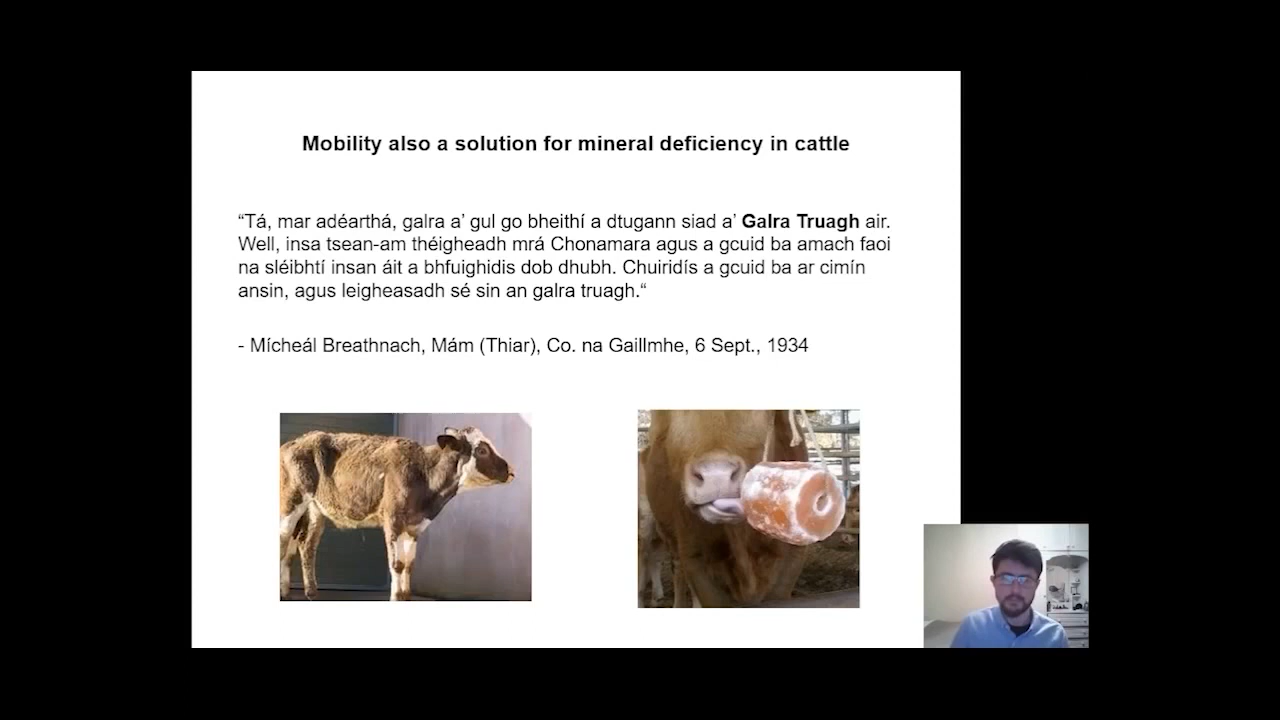 Mobility also a solution for mineral deficiency in cattle
“Tá, mar adéarthá, galra a’ gul go bheithí a dtugann siad a’ Galra Truagh air.
Well, insa tsean-am théigheadh mrá Chonamara agus a gcuid ba amach faoi
na sléibhtí insan áit a bhfuighidis dob dhubh. Chuiridís a gcuid ba ar cimín
ansin, agus leigheasadh sé sin an galra truagh.“
- Mícheál Breathnach, Mám (Thiar), Co. na Gaillmhe, 6 Sept., 1934